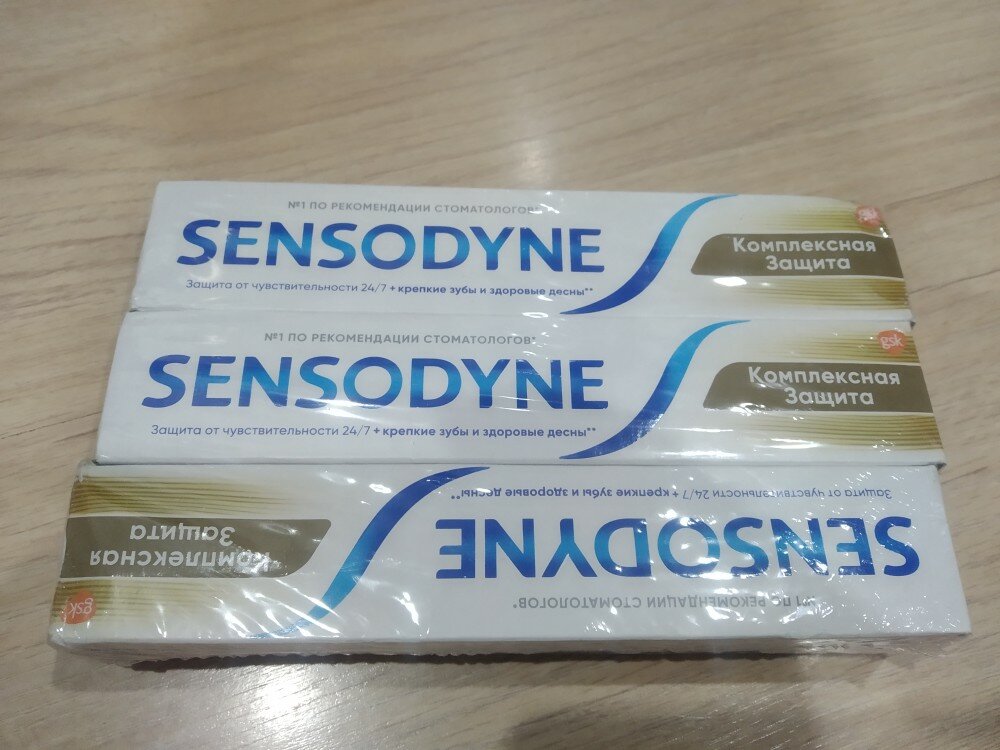 №1 ПО РЕКОМЕНДАЦИИ СТОМАТОЛОГОВ*
SENSODYNE
Защита от чувствительности 24/7 + крепкие зубы и здоровые десны**
Комплексная
Защита
gsk
№1 ПО РЕКОМЕНДАЦИИ СТОМАТОЛОГОВ*
SENSODYNE
Защита от чувствительности 24/7 + крепкие зубы и здоровые десны**
gsk
Комплексная
Защита
№1 ПО РЕКОМЕНДАЦИИ СТОМАТОЛОГОВ*
SENSODYNE
Защита от чувствительности 24/7 + крепкие зубы и здоровые десны**
gsk
Комплексная
Защита